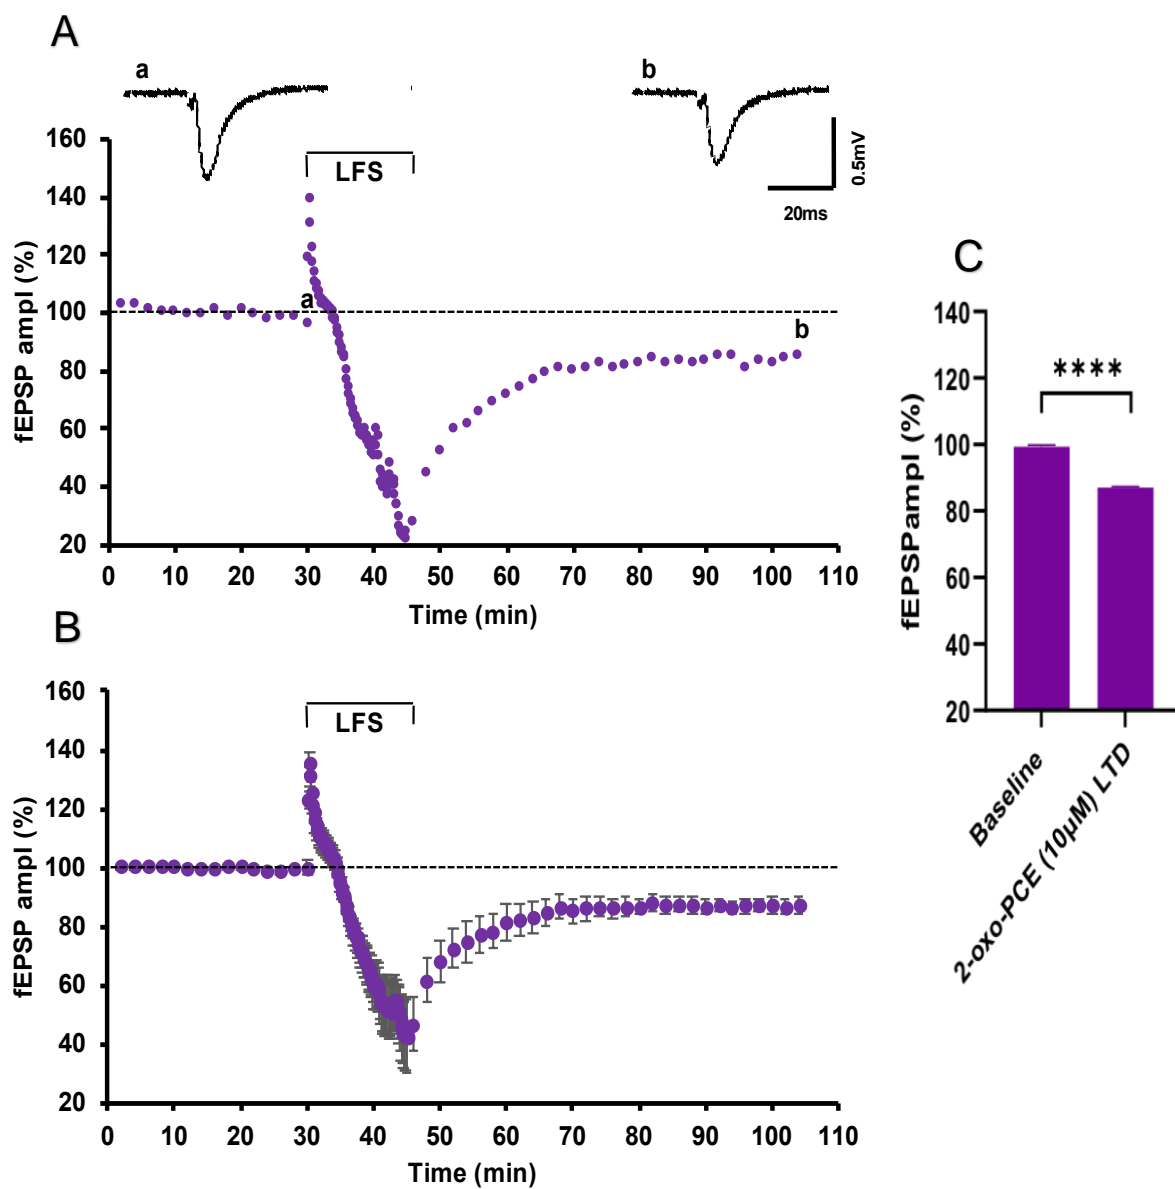 A
a
b
160
140
120
100
80
60
40
20
fEPSP ampl (%)
LFS
0.5mV
20ms
a
b
0 10 20 30 40 50 60 70 80 90 100 110
Time (min)
B
160
140
120
100
80
60
40
20
fEPSP ampl (%)
LFS
0 10 20 30 40 50 60 70 80 90 100 110
Time (min)
C
140
120
100
80
60
40
20
fEPSPampl (%)
****
Baseline
2-oxo-PCE (10µM) LTD